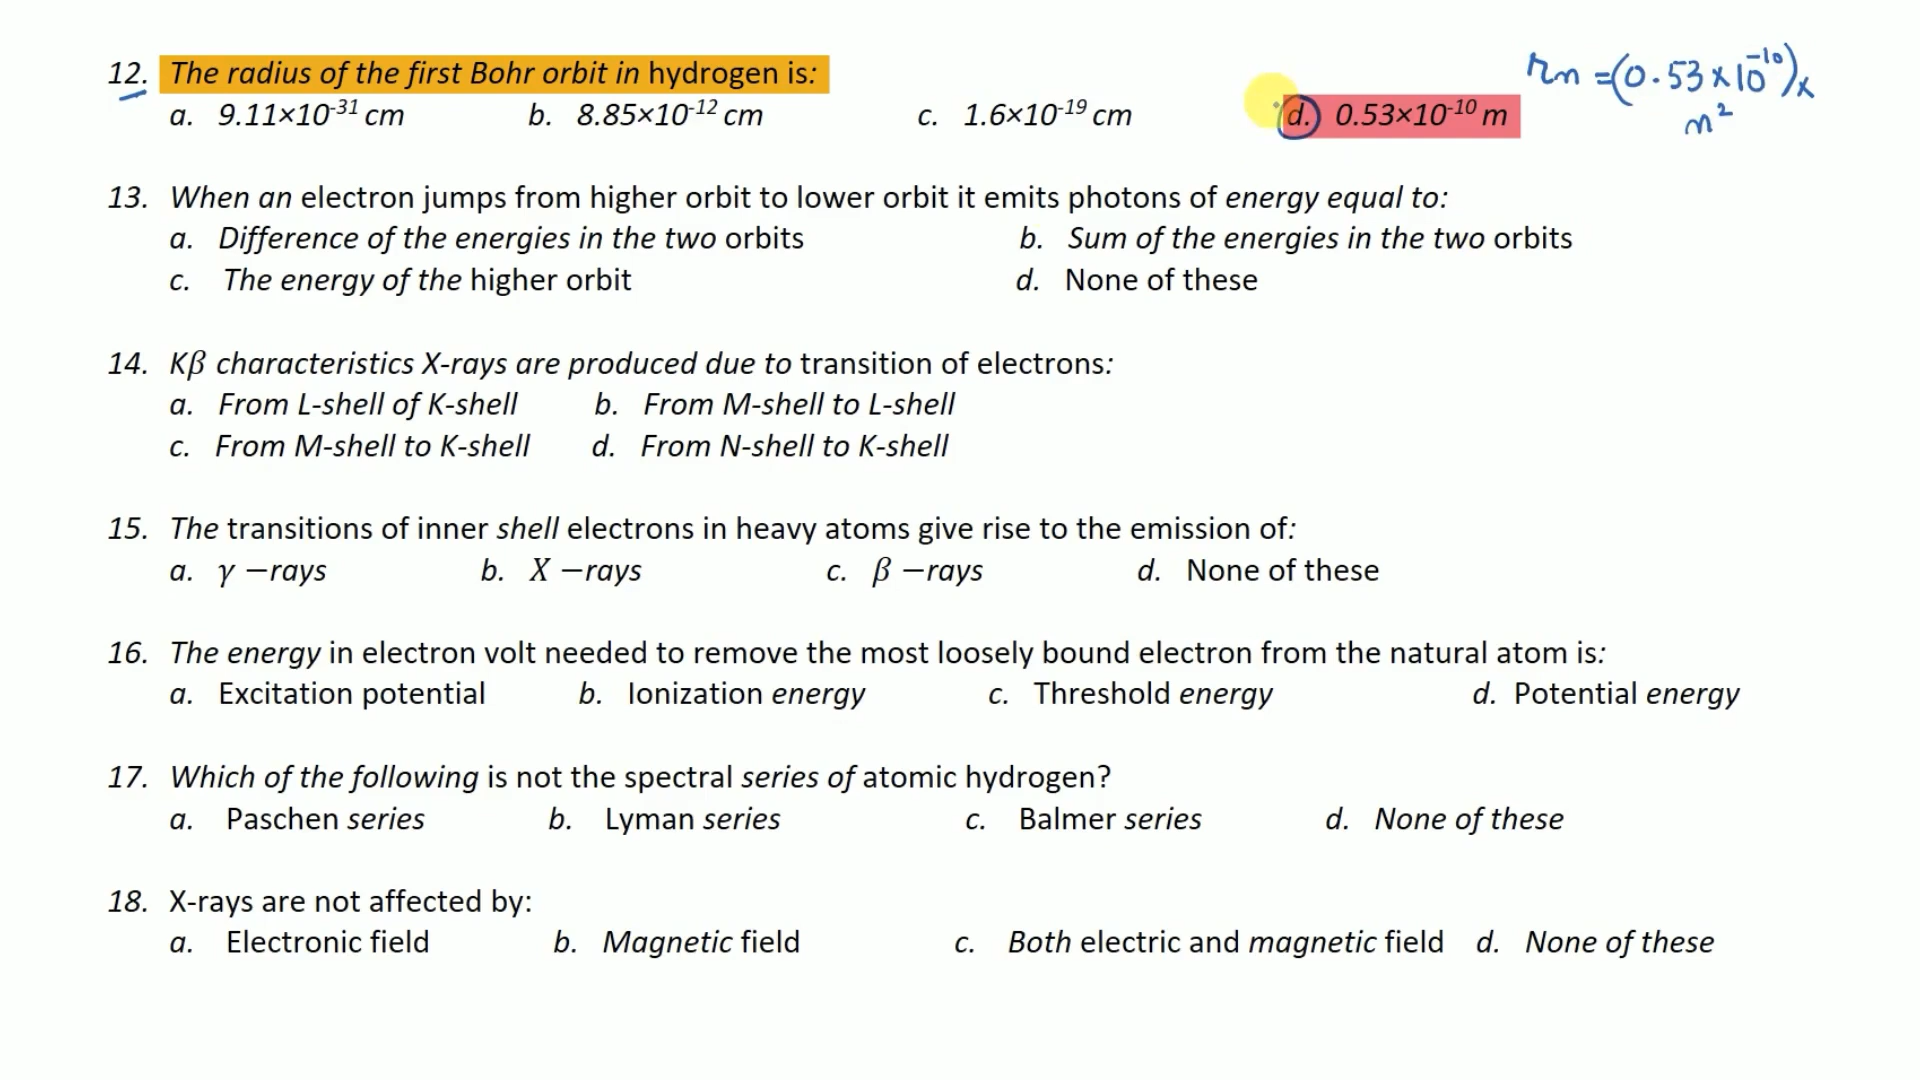 12. The radius of the first Bohr orbit in hydrogen is:
a. 9.11×10⁻³¹ cm b. 8.85×10⁻¹² cm c. 1.6×10⁻¹⁹ cm d. 0.53×10⁻¹⁰ m
rn =(0.53×10⁻¹⁰)×
n²
13. When an electron jumps from higher orbit to lower orbit it emits photons of energy equal to:
a. Difference of the energies in the two orbits b. Sum of the energies in the two orbits
c. The energy of the higher orbit d. None of these
14. Kβ characteristics X-rays are produced due to transition of electrons:
a. From L-shell of K-shell b. From M-shell to L-shell
c. From M-shell to K-shell d. From N-shell to K-shell
15. The transitions of inner shell electrons in heavy atoms give rise to the emission of:
a. γ −rays b. X −rays c. β −rays d. None of these
16. The energy in electron volt needed to remove the most loosely bound electron from the natural atom is:
a. Excitation potential b. Ionization energy c. Threshold energy d. Potential energy
17. Which of the following is not the spectral series of atomic hydrogen?
a. Paschen series b. Lyman series c. Balmer series d. None of these
18. X-rays are not affected by:
a. Electronic field b. Magnetic field c. Both electric and magnetic field d. None of these